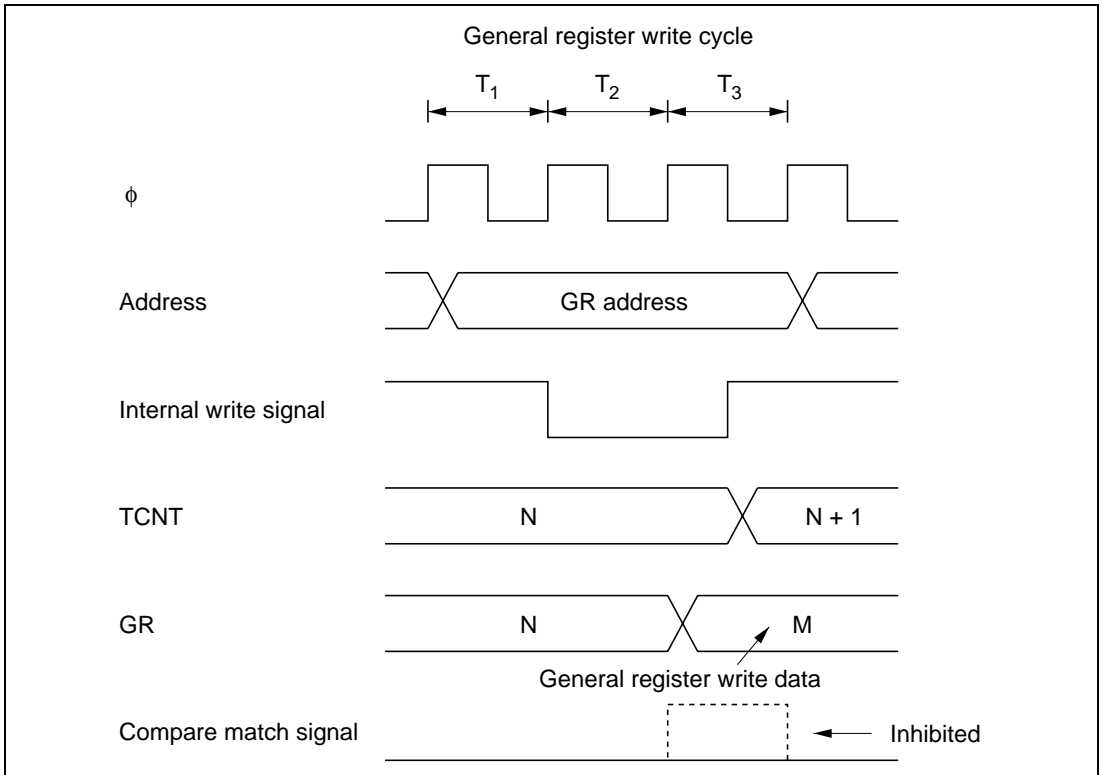 General register write cycle
T1 T2 T3
φ
Address GR address
Internal write signal
TCNT N N + 1
GR N M
General register write data
Compare match signal Inhibited